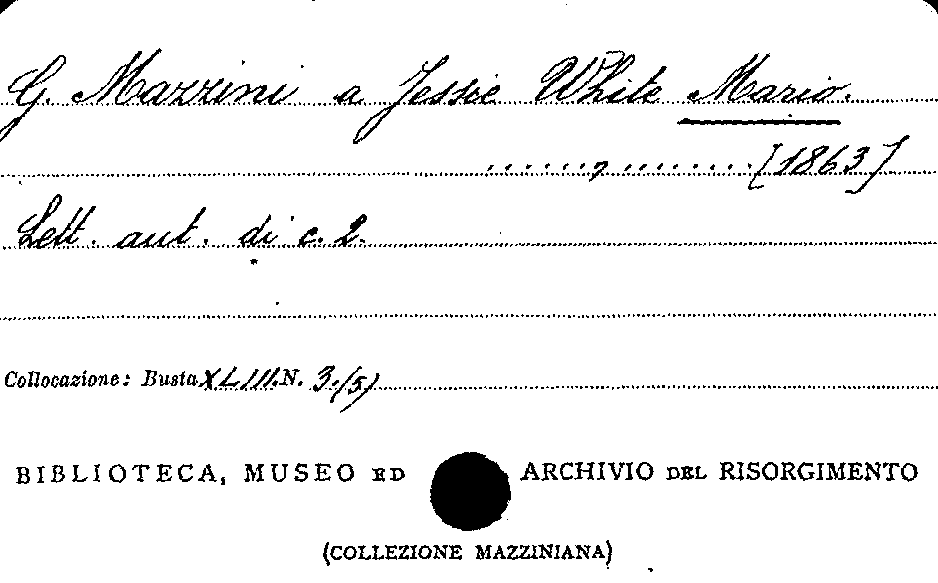 G. Mazzini a Jessie White Mario.
......., ........ [1863]
Lett. aut. di c. 2.
Collocazione: Busta XLIII. N. 3.(5)
BIBLIOTECA, MUSEO ED ARCHIVIO DEL RISORGIMENTO
(COLLEZIONE MAZZINIANA)